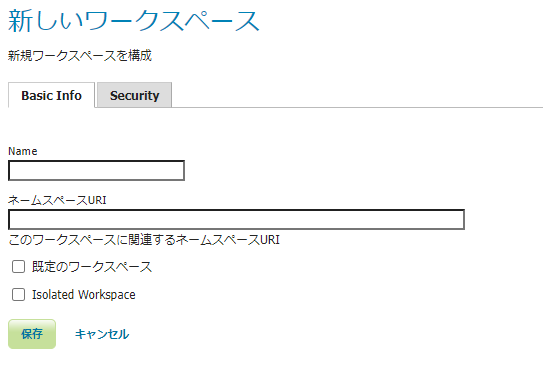 新しいワークスペース
新規ワークスペースを構成
Basic Info Security
Name
ネームスペースURI
このワークスペースに関連するネームスペースURI
既定のワークスペース
Isolated Workspace
保存 キャンセル